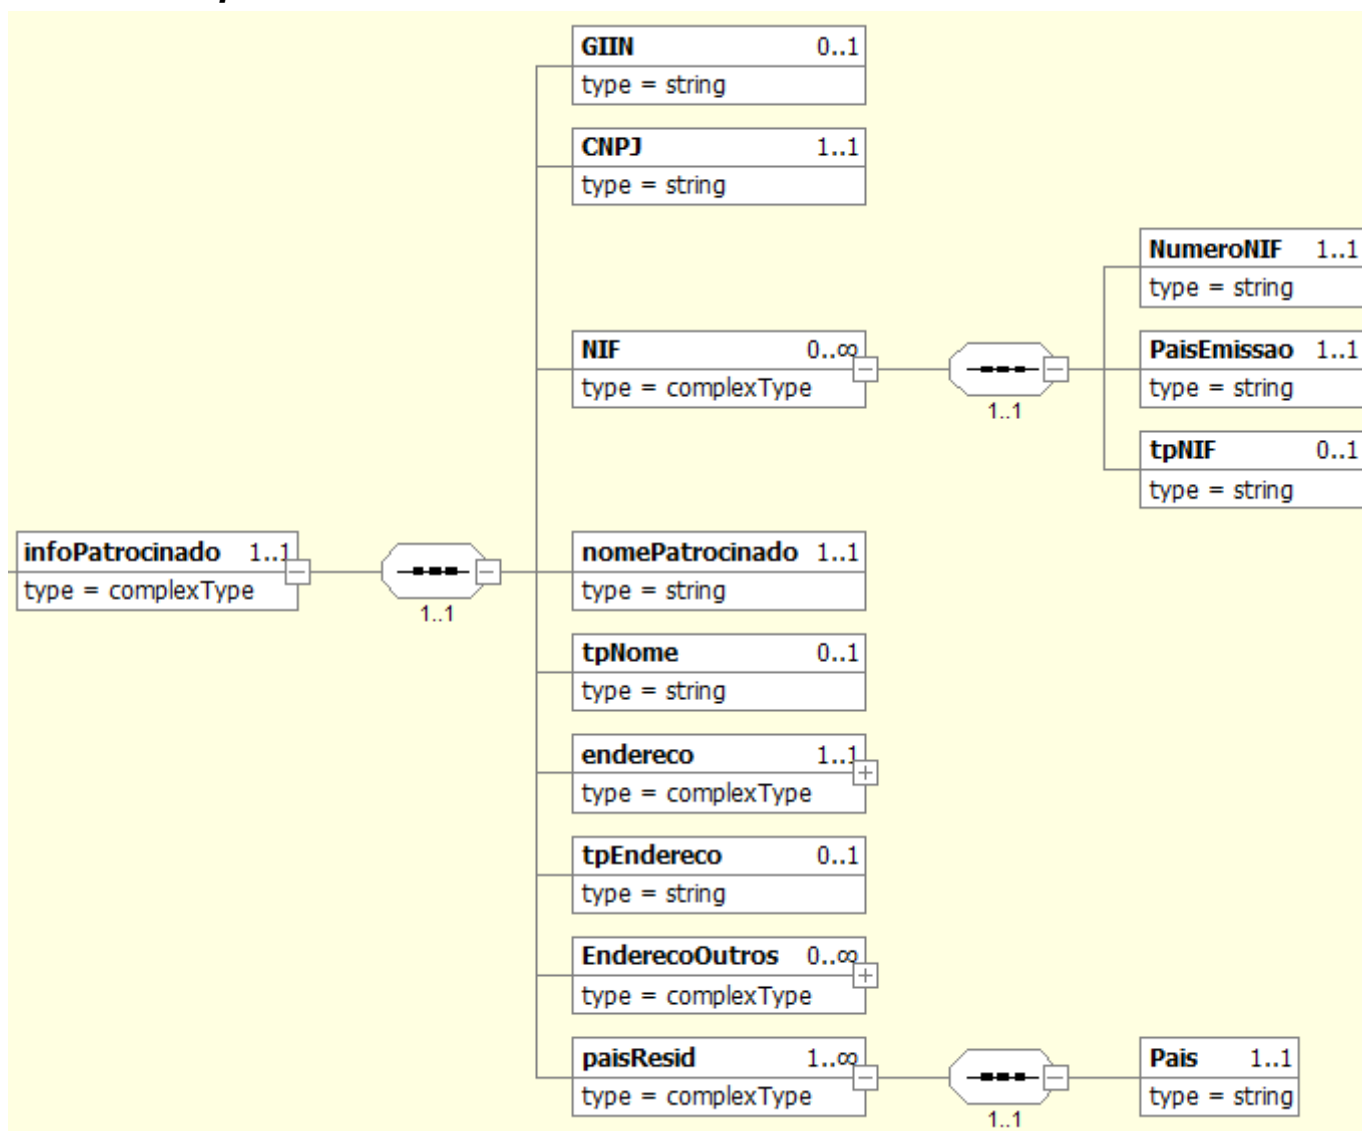 GIIN 0..1
type = string
CNPJ 1..1
type = string
NumeroNIF 1..1
type = string
NIF 0..∞
type = complexType
1..1
PaisEmissao 1..1
type = string
tpNIF 0..1
type = string
infoPatrocinado 1..1
type = complexType
1..1
nomePatrocinado 1..1
type = string
tpNome 0..1
type = string
endereco 1..1
type = complexType
tpEndereco 0..1
type = string
EnderecoOutros 0..∞
type = complexType
paisResid 1..∞
type = complexType
1..1
Pais 1..1
type = string